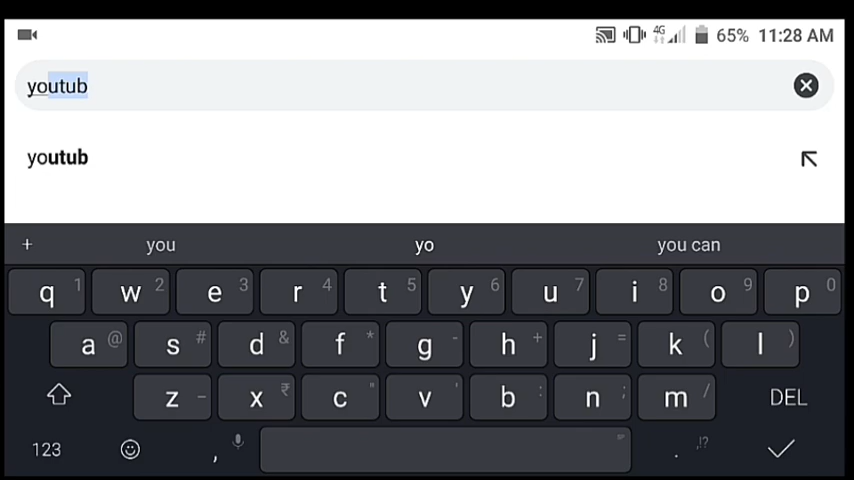 4G 65% 11:28 AM
youtub
youtub
+ you yo you can
q 1 w 2 e 3 r 4 t 5 y 6 u 7 i 8 o 9 p 0
a @ s # d & f * g - h + j = k ( l )
z _ x ₹ c " v ' b : n ; m / DEL
123 , . ,!?